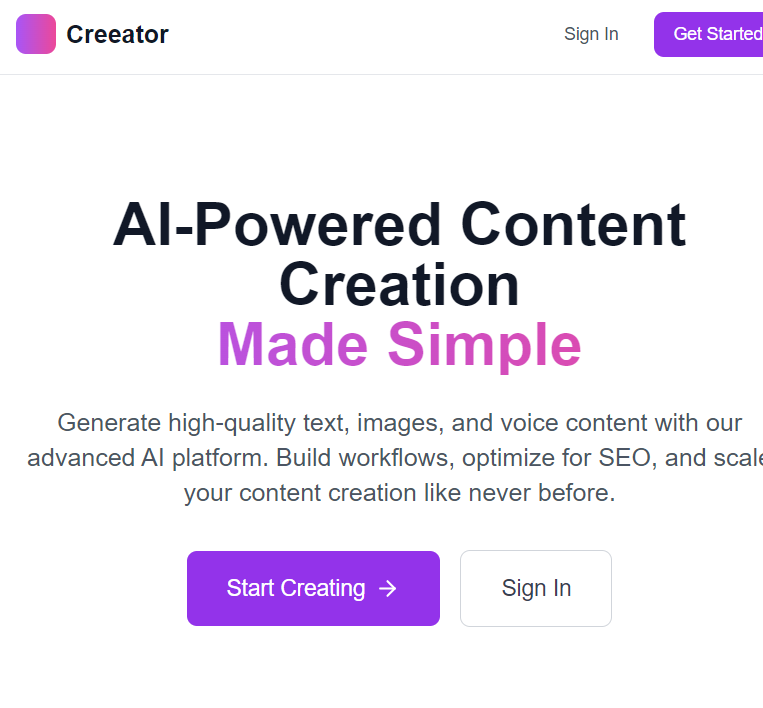 Creeator
Sign In
Get Started
AI-Powered Content
Creation
Made Simple
Generate high-quality text, images, and voice content with our
advanced AI platform. Build workflows, optimize for SEO, and scale
your content creation like never before.
Start Creating
Sign In